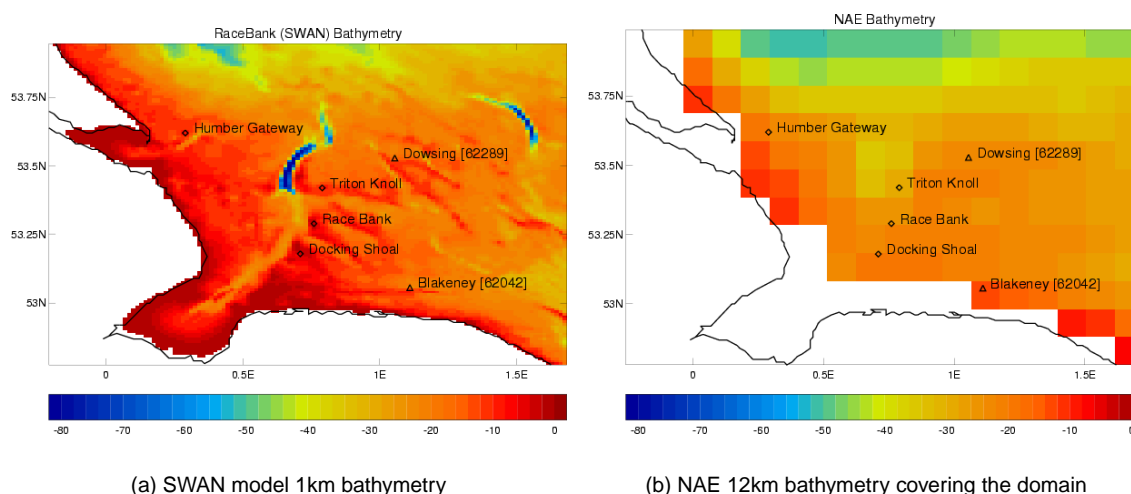 RaceBank (SWAN) Bathymetry
53.75N
53.5N
53.25N
53N
Humber Gateway
Dowsing [62289]
Triton Knoll
Race Bank
Docking Shoal
Blakeney [62042]
0 0.5E 1E 1.5E
-80 -70 -60 -50 -40 -30 -20 -10 0
(a) SWAN model 1km bathymetry
NAE Bathymetry
53.75N
53.5N
53.25N
53N
Humber Gateway
Dowsing [62289]
Triton Knoll
Race Bank
Docking Shoal
Blakeney [62042]
0 0.5E 1E 1.5E
-80 -70 -60 -50 -40 -30 -20 -10 0
(b) NAE 12km bathymetry covering the domain